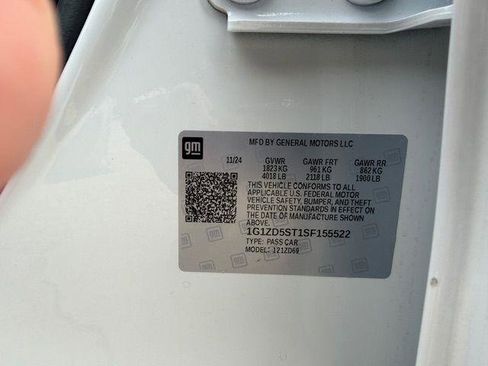 gm
MFD BY GENERAL MOTORS LLC
11/24 GVWR GAWR FRT GAWR RR
1823 KG 961 KG 862 KG
4018 LB 2118 LB 1900 LB
THIS VEHICLE CONFORMS TO ALL
APPLICABLE U.S. FEDERAL MOTOR
VEHICLE SAFETY, BUMPER, AND THEFT
PREVENTION STANDARDS IN EFFECT ON
THE DATE OF MANUFACTURE SHOWN
ABOVE.
1G1ZD5ST1SF155522
TYPE: PASS CAR
MODEL: 121ZD69